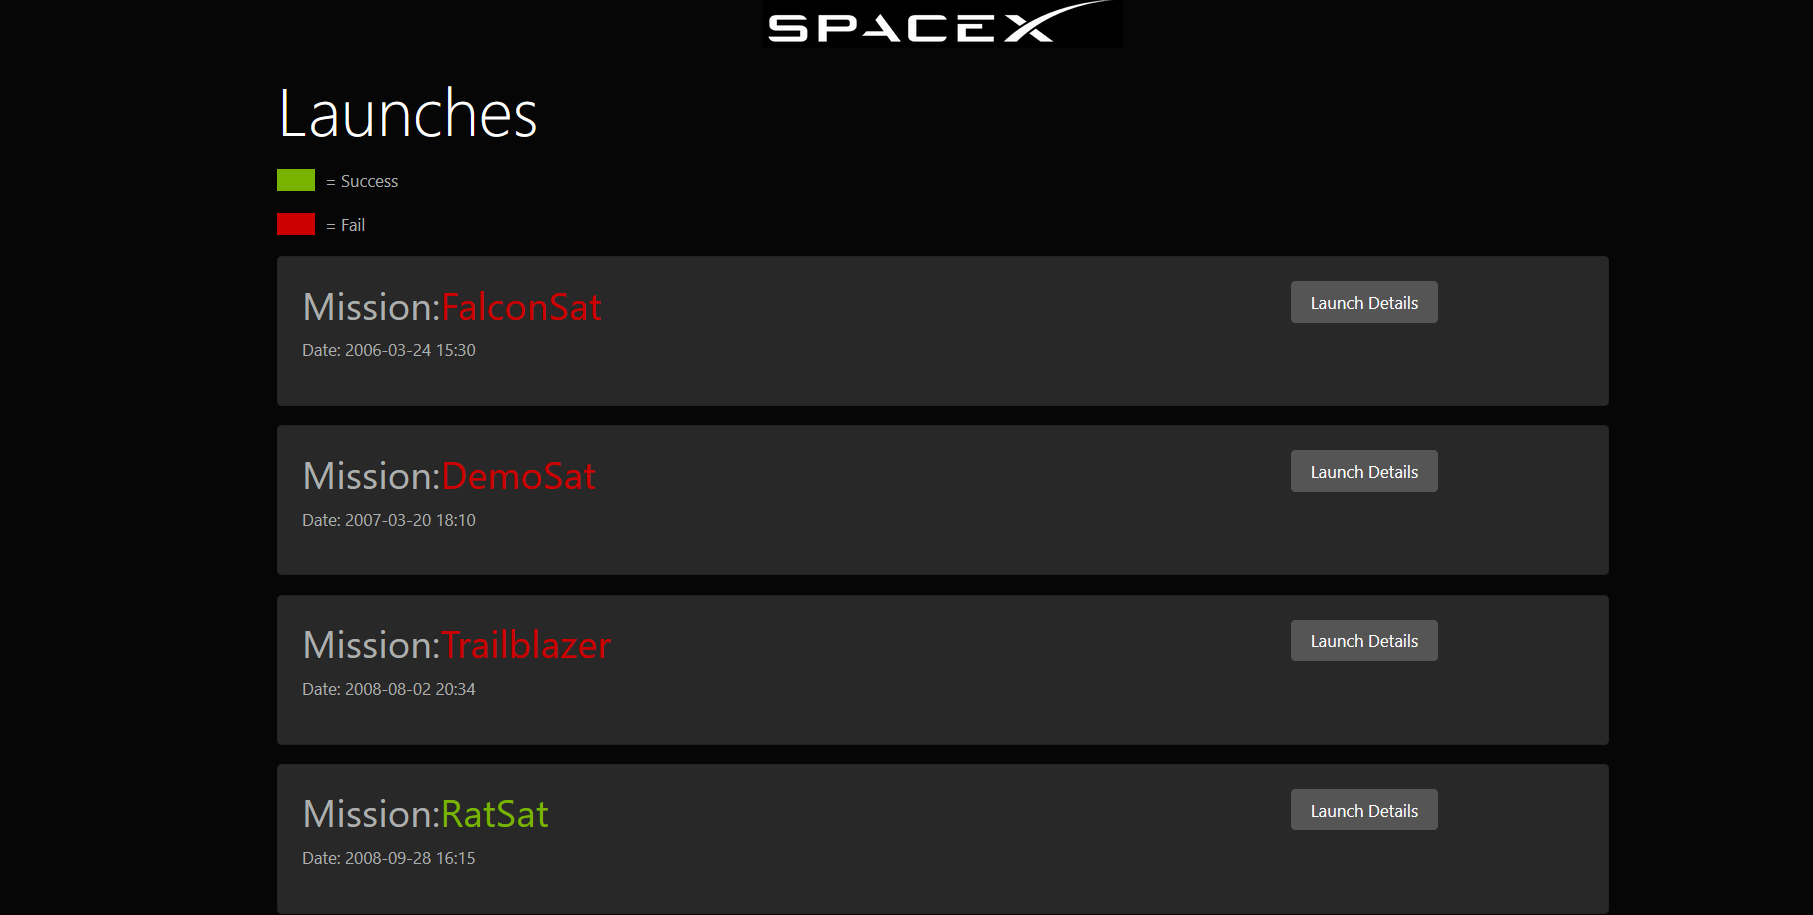 SPACEX
Launches
= Success
= Fail
Mission:FalconSat
Launch Details
Date: 2006-03-24 15:30
Mission:DemoSat
Launch Details
Date: 2007-03-20 18:10
Mission:Trailblazer
Launch Details
Date: 2008-08-02 20:34
Mission:RatSat
Launch Details
Date: 2008-09-28 16:15